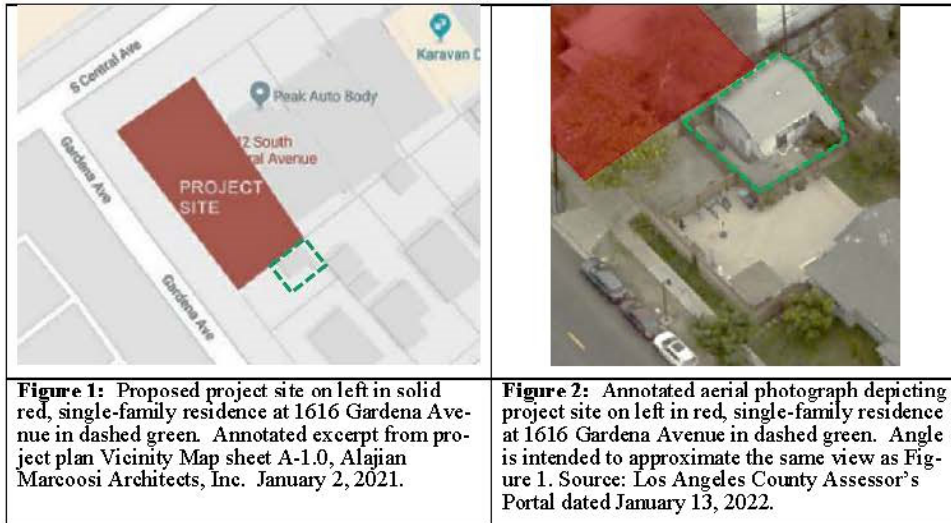 S Central Ave
Karavan D
Peak Auto Body
Gardena Ave
12 South
ral Avenue
PROJECT
SITE
Gardena Ave
Figure 1: Proposed project site on left in solid
red, single-family residence at 1616 Gardena Ave-
nue in dashed green. Annotated excerpt from pro-
ject plan Vicinity Map sheet A-1.0, Alajian
Marcoosi Architects, Inc. January 2, 2021.
Figure 2: Annotated aerial photograph depicting
project site on left in red, single-family residence
at 1616 Gardena Avenue in dashed green. Angle
is intended to approximate the same view as Fig-
ure 1. Source: Los Angeles County Assessor's
Portal dated January 13, 2022.